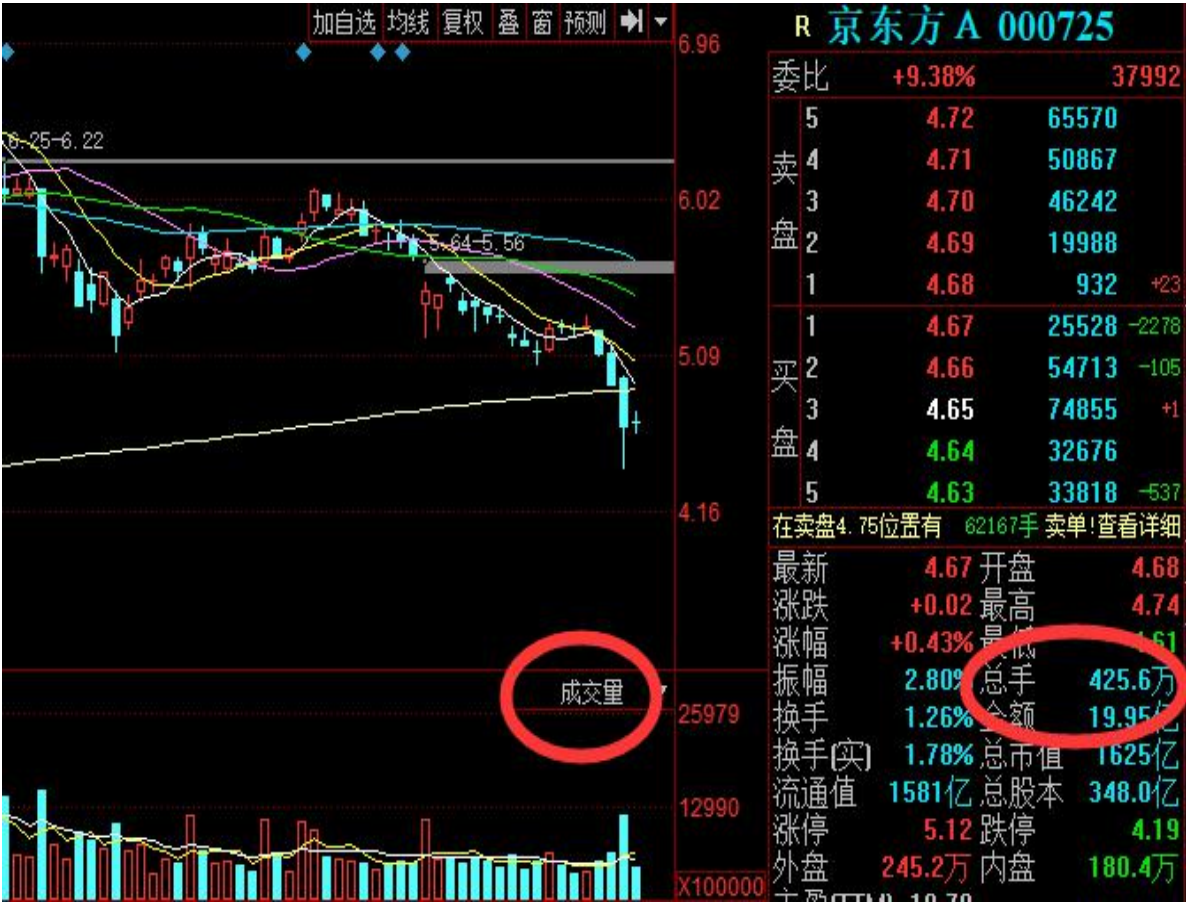 加自选 均线 复权 叠 窗 预测
6.96
6.25-6.22
6.02
5.64-5.56
5.09
4.16
成交量
25979
12990
X100000
R 京东方A 000725
委比 +9.38% 37992
卖盘
5 4.72 65570
4 4.71 50867
3 4.70 46242
2 4.69 19988
1 4.68 932 +23
买盘
1 4.67 25528 -2278
2 4.66 54713 -105
3 4.65 74855 +1
4 4.64 32676
5 4.63 33818 -537
在卖盘4.75位置有 62167手 卖单!查看详细
最新 4.67 开盘 4.68
涨跌 +0.02 最高 4.74
涨幅 +0.43% 最低 4.61
振幅 2.80% 总手 425.6万
换手 1.26% 金额 19.95亿
换手(实) 1.78% 总市值 1625亿
流通值 1581亿 总股本 348.0亿
涨停 5.12 跌停 4.19
外盘 245.2万 内盘 180.4万